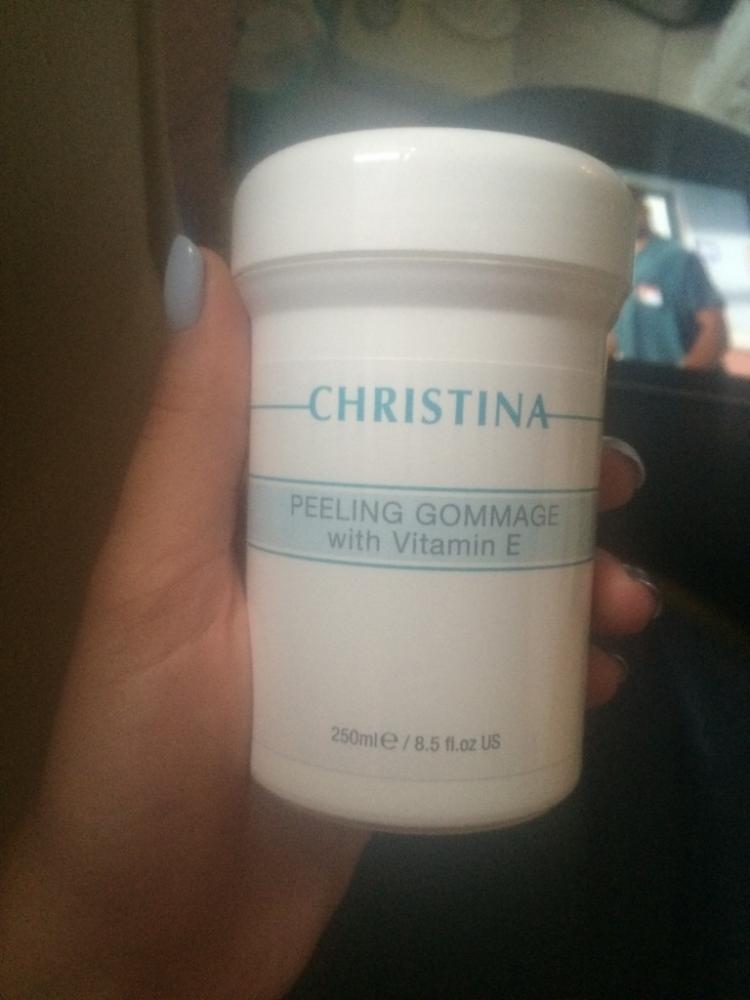 CHRISTINA
PEELING GOMMAGE
with Vitamin E
250ml℮ / 8.5 fl.oz US